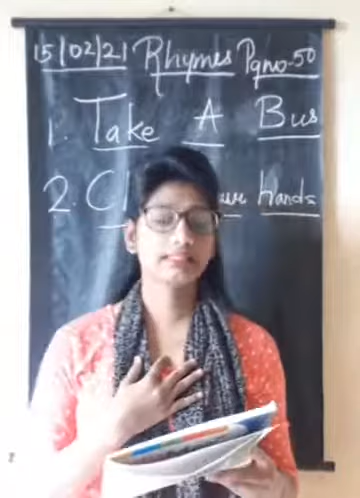 15/02/21 Rhymes Pgno-50
1. Take A Bus
2. Hands